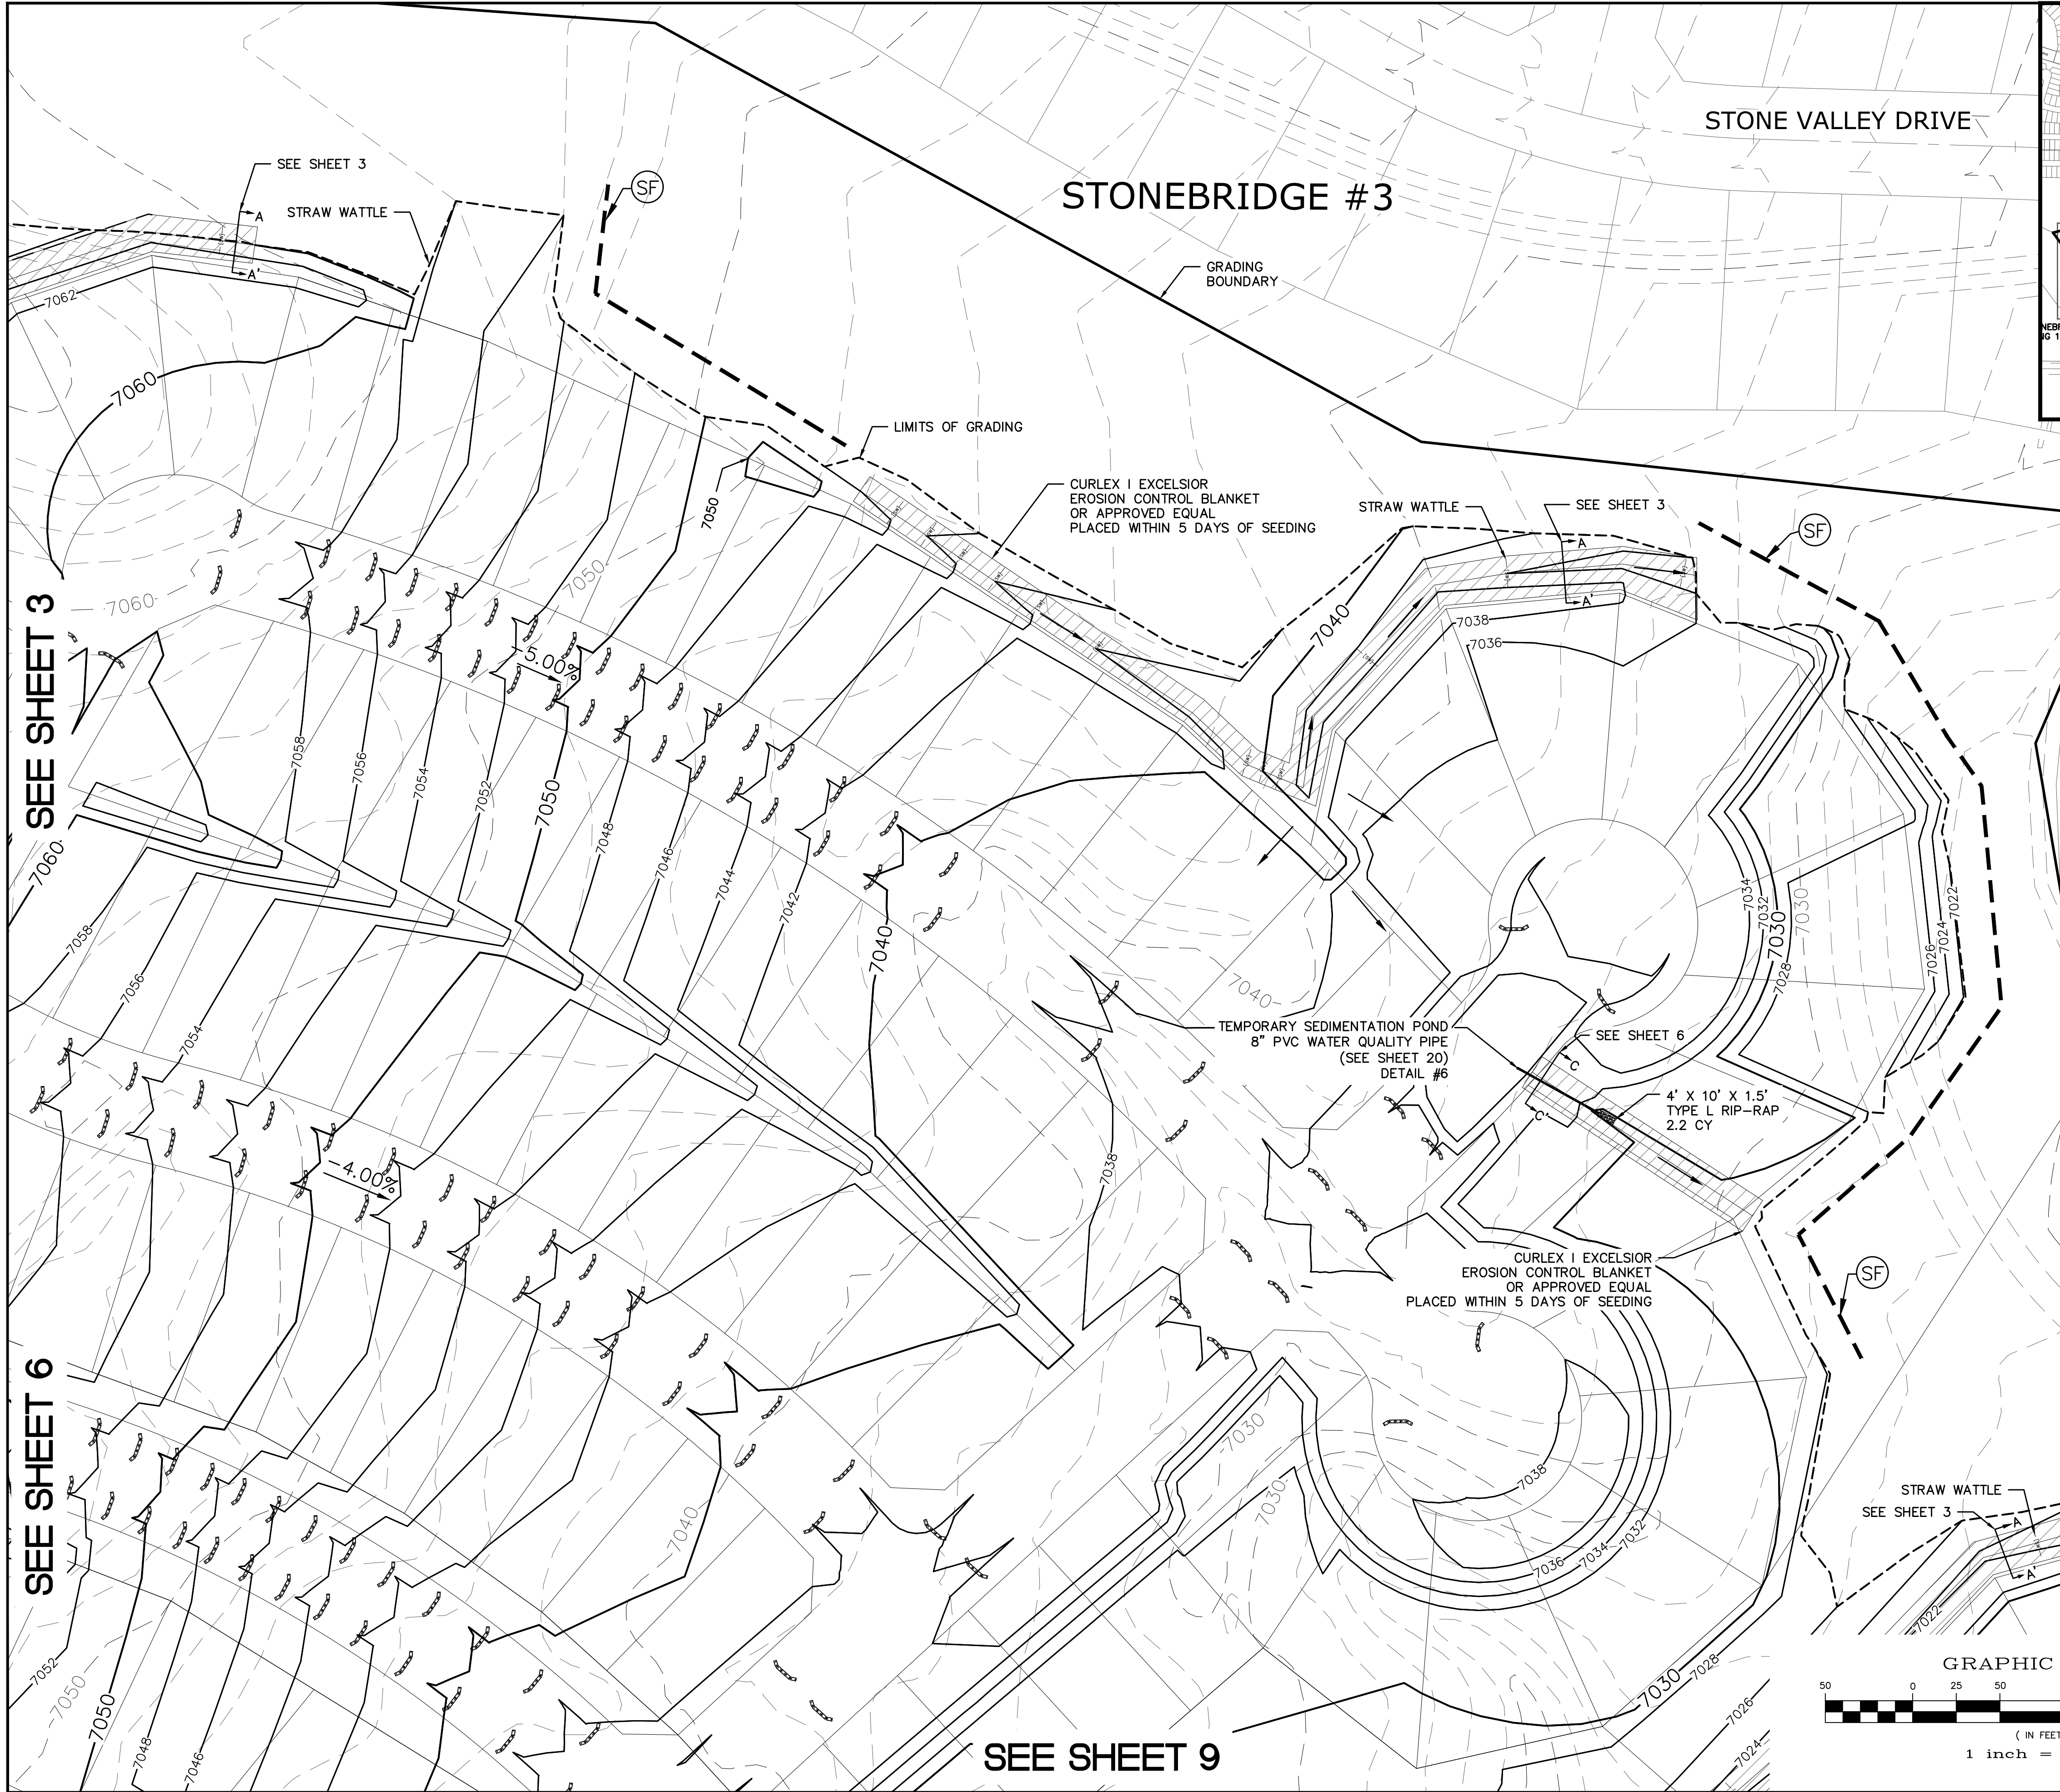 STONE VALLEY DRIVE
STONEBRIDGE #3
SEE SHEET 3
STRAW WATTLE
A
A'
SF
GRADING
BOUNDARY
7062
7060
LIMITS OF GRADING
7050
CURLEX I EXCELSIOR
EROSION CONTROL BLANKET
OR APPROVED EQUAL
PLACED WITHIN 5 DAYS OF SEEDING
STRAW WATTLE
SEE SHEET 3
A
A'
SF
7040
7038
7036
7050
7060
SEE SHEET 3
-5.00%
7058
7056
7054
7052
7050
7048
7046
7044
7042
7040
7060
7058
7056
7054
7034
7032
7030
7030
7028
7026
7024
7022
7040
TEMPORARY SEDIMENTATION POND
8" PVC WATER QUALITY PIPE
(SEE SHEET 20)
DETAIL #6
SEE SHEET 6
C
C'
4' X 10' X 1.5'
TYPE L RIP-RAP
2.2 CY
7038
-4.00%
CURLEX I EXCELSIOR
EROSION CONTROL BLANKET
OR APPROVED EQUAL
PLACED WITHIN 5 DAYS OF SEEDING
SF
SEE SHEET 6
7030
7030
7040
7038
7036
7034
7032
STRAW WATTLE
SEE SHEET 3
A
A'
7022
7052
7050
7050
7048
7046
7030
7028
7026
7024
SEE SHEET 9
GRAPHIC
50 0 25 50
( IN FEET
1 inch =